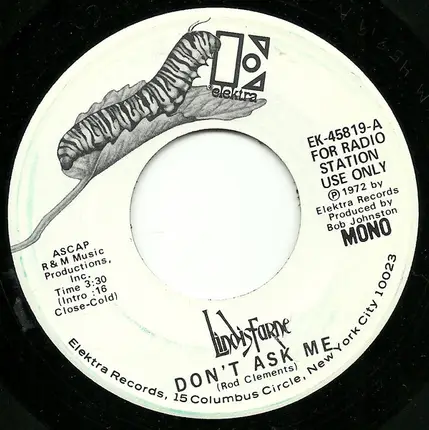 elektra
EK-45819-A
FOR RADIO
STATION
USE ONLY
Ⓟ 1972 by
Elektra Records
Produced by
Bob Johnston
MONO
ASCAP
R & M Music
Productions,
Inc.
Time 3:30
(Intro :16
Close-Cold)
Lindisfarne
DON'T ASK ME
(Rod Clements)
Elektra Records, 15 Columbus Circle, New York City 10023